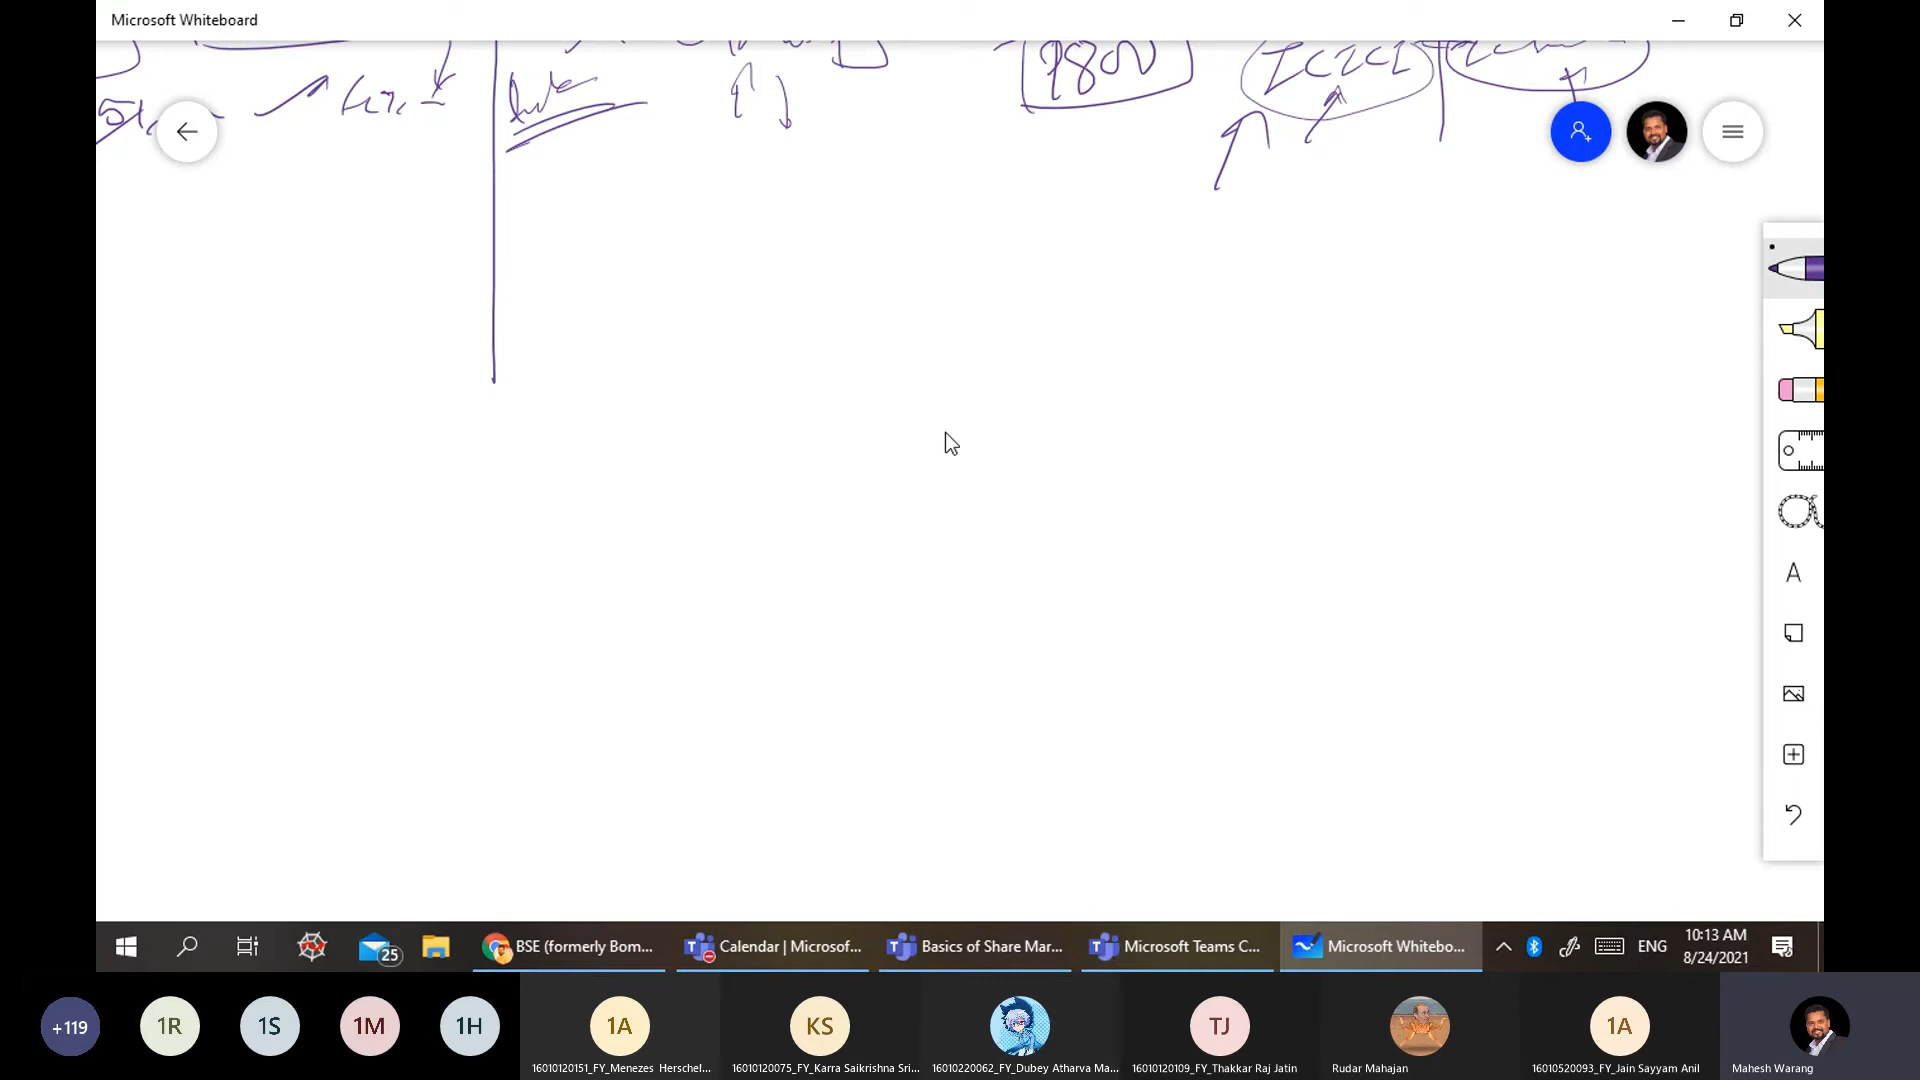 Microsoft Whiteboard
5%
9800
ICICI
A
BSE (formerly Bom...
Calendar | Microsof...
Basics of Share Mar...
Microsoft Teams C...
Microsoft Whitebo...
25
ENG
10:13 AM
8/24/2021
+119
1R
1S
1M
1H
1A
KS
TJ
1A
16010120151_FY_Menezes Herschel...
16010120075_FY_Karra Saikrishna Sri...
16010220062_FY_Dubey Atharva Ma...
16010120109_FY_Thakkar Raj Jatin
Rudar Mahajan
16010520093_FY_Jain Sayyam Anil
Mahesh Warang